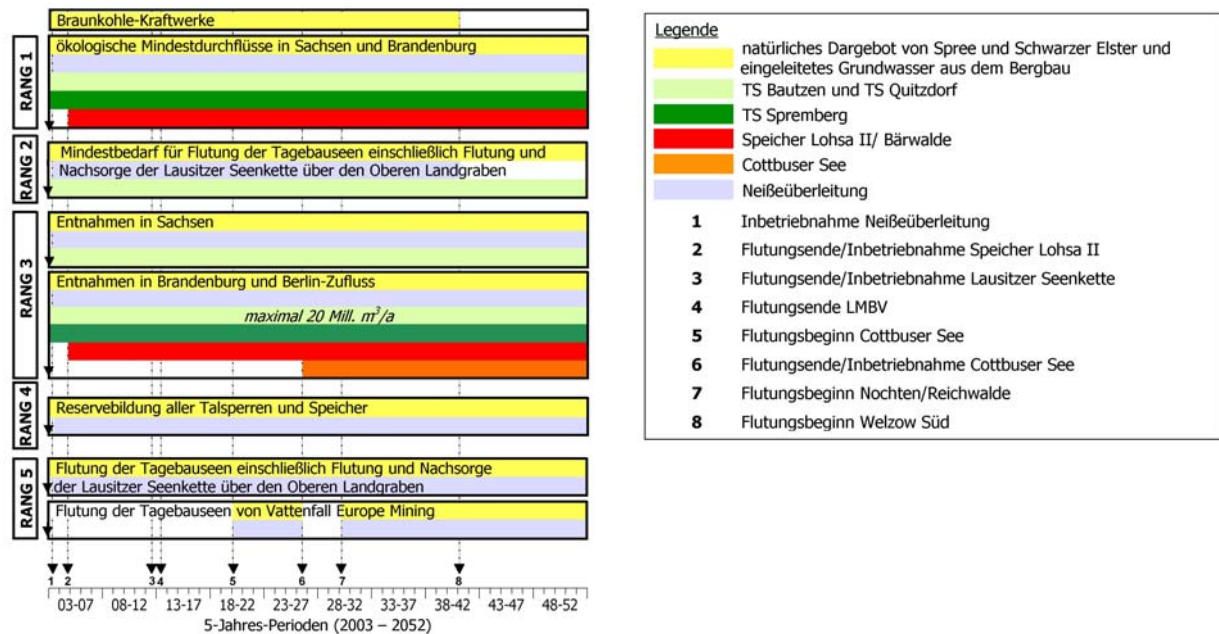 Braunkohle-Kraftwerke
RANG 1
ökologische Mindestdurchflüsse in Sachsen und Brandenburg
RANG 2
Mindestbedarf für Flutung der Tagebauseen einschließlich Flutung und
Nachsorge der Lausitzer Seenkette über den Oberen Landgraben
RANG 3
Entnahmen in Sachsen
Entnahmen in Brandenburg und Berlin-Zufluss
maximal 20 Mill. m³/a
RANG 4
Reservebildung aller Talsperren und Speicher
RANG 5
Flutung der Tagebauseen einschließlich Flutung und Nachsorge
der Lausitzer Seenkette über den Oberen Landgraben
Flutung der Tagebauseen von Vattenfall Europe Mining
1 2 3 4 5 6 7 8
03-07 08-12 13-17 18-22 23-27 28-32 33-37 38-42 43-47 48-52
5-Jahres-Perioden (2003 – 2052)
Legende
natürliches Dargebot von Spree und Schwarzer Elster und
eingeleitetes Grundwasser aus dem Bergbau
TS Bautzen und TS Quitzdorf
TS Spremberg
Speicher Lohsa II/ Bärwalde
Cottbuser See
Neißeüberleitung
1 Inbetriebnahme Neißeüberleitung
2 Flutungsende/Inbetriebnahme Speicher Lohsa II
3 Flutungsende/Inbetriebnahme Lausitzer Seenkette
4 Flutungsende LMBV
5 Flutungsbeginn Cottbuser See
6 Flutungsende/Inbetriebnahme Cottbuser See
7 Flutungsbeginn Nochten/Reichwalde
8 Flutungsbeginn Welzow Süd